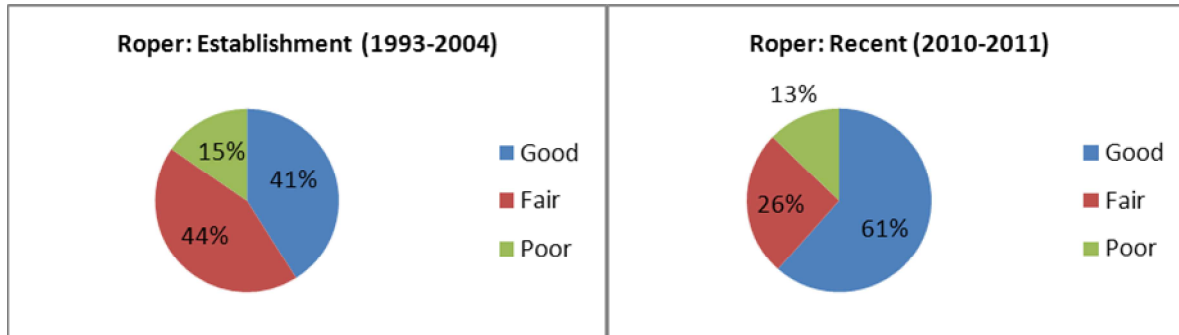 Roper: Establishment (1993-2004)
15%
41%
44%
Good
Fair
Poor
Roper: Recent (2010-2011)
13%
26%
61%
Good
Fair
Poor